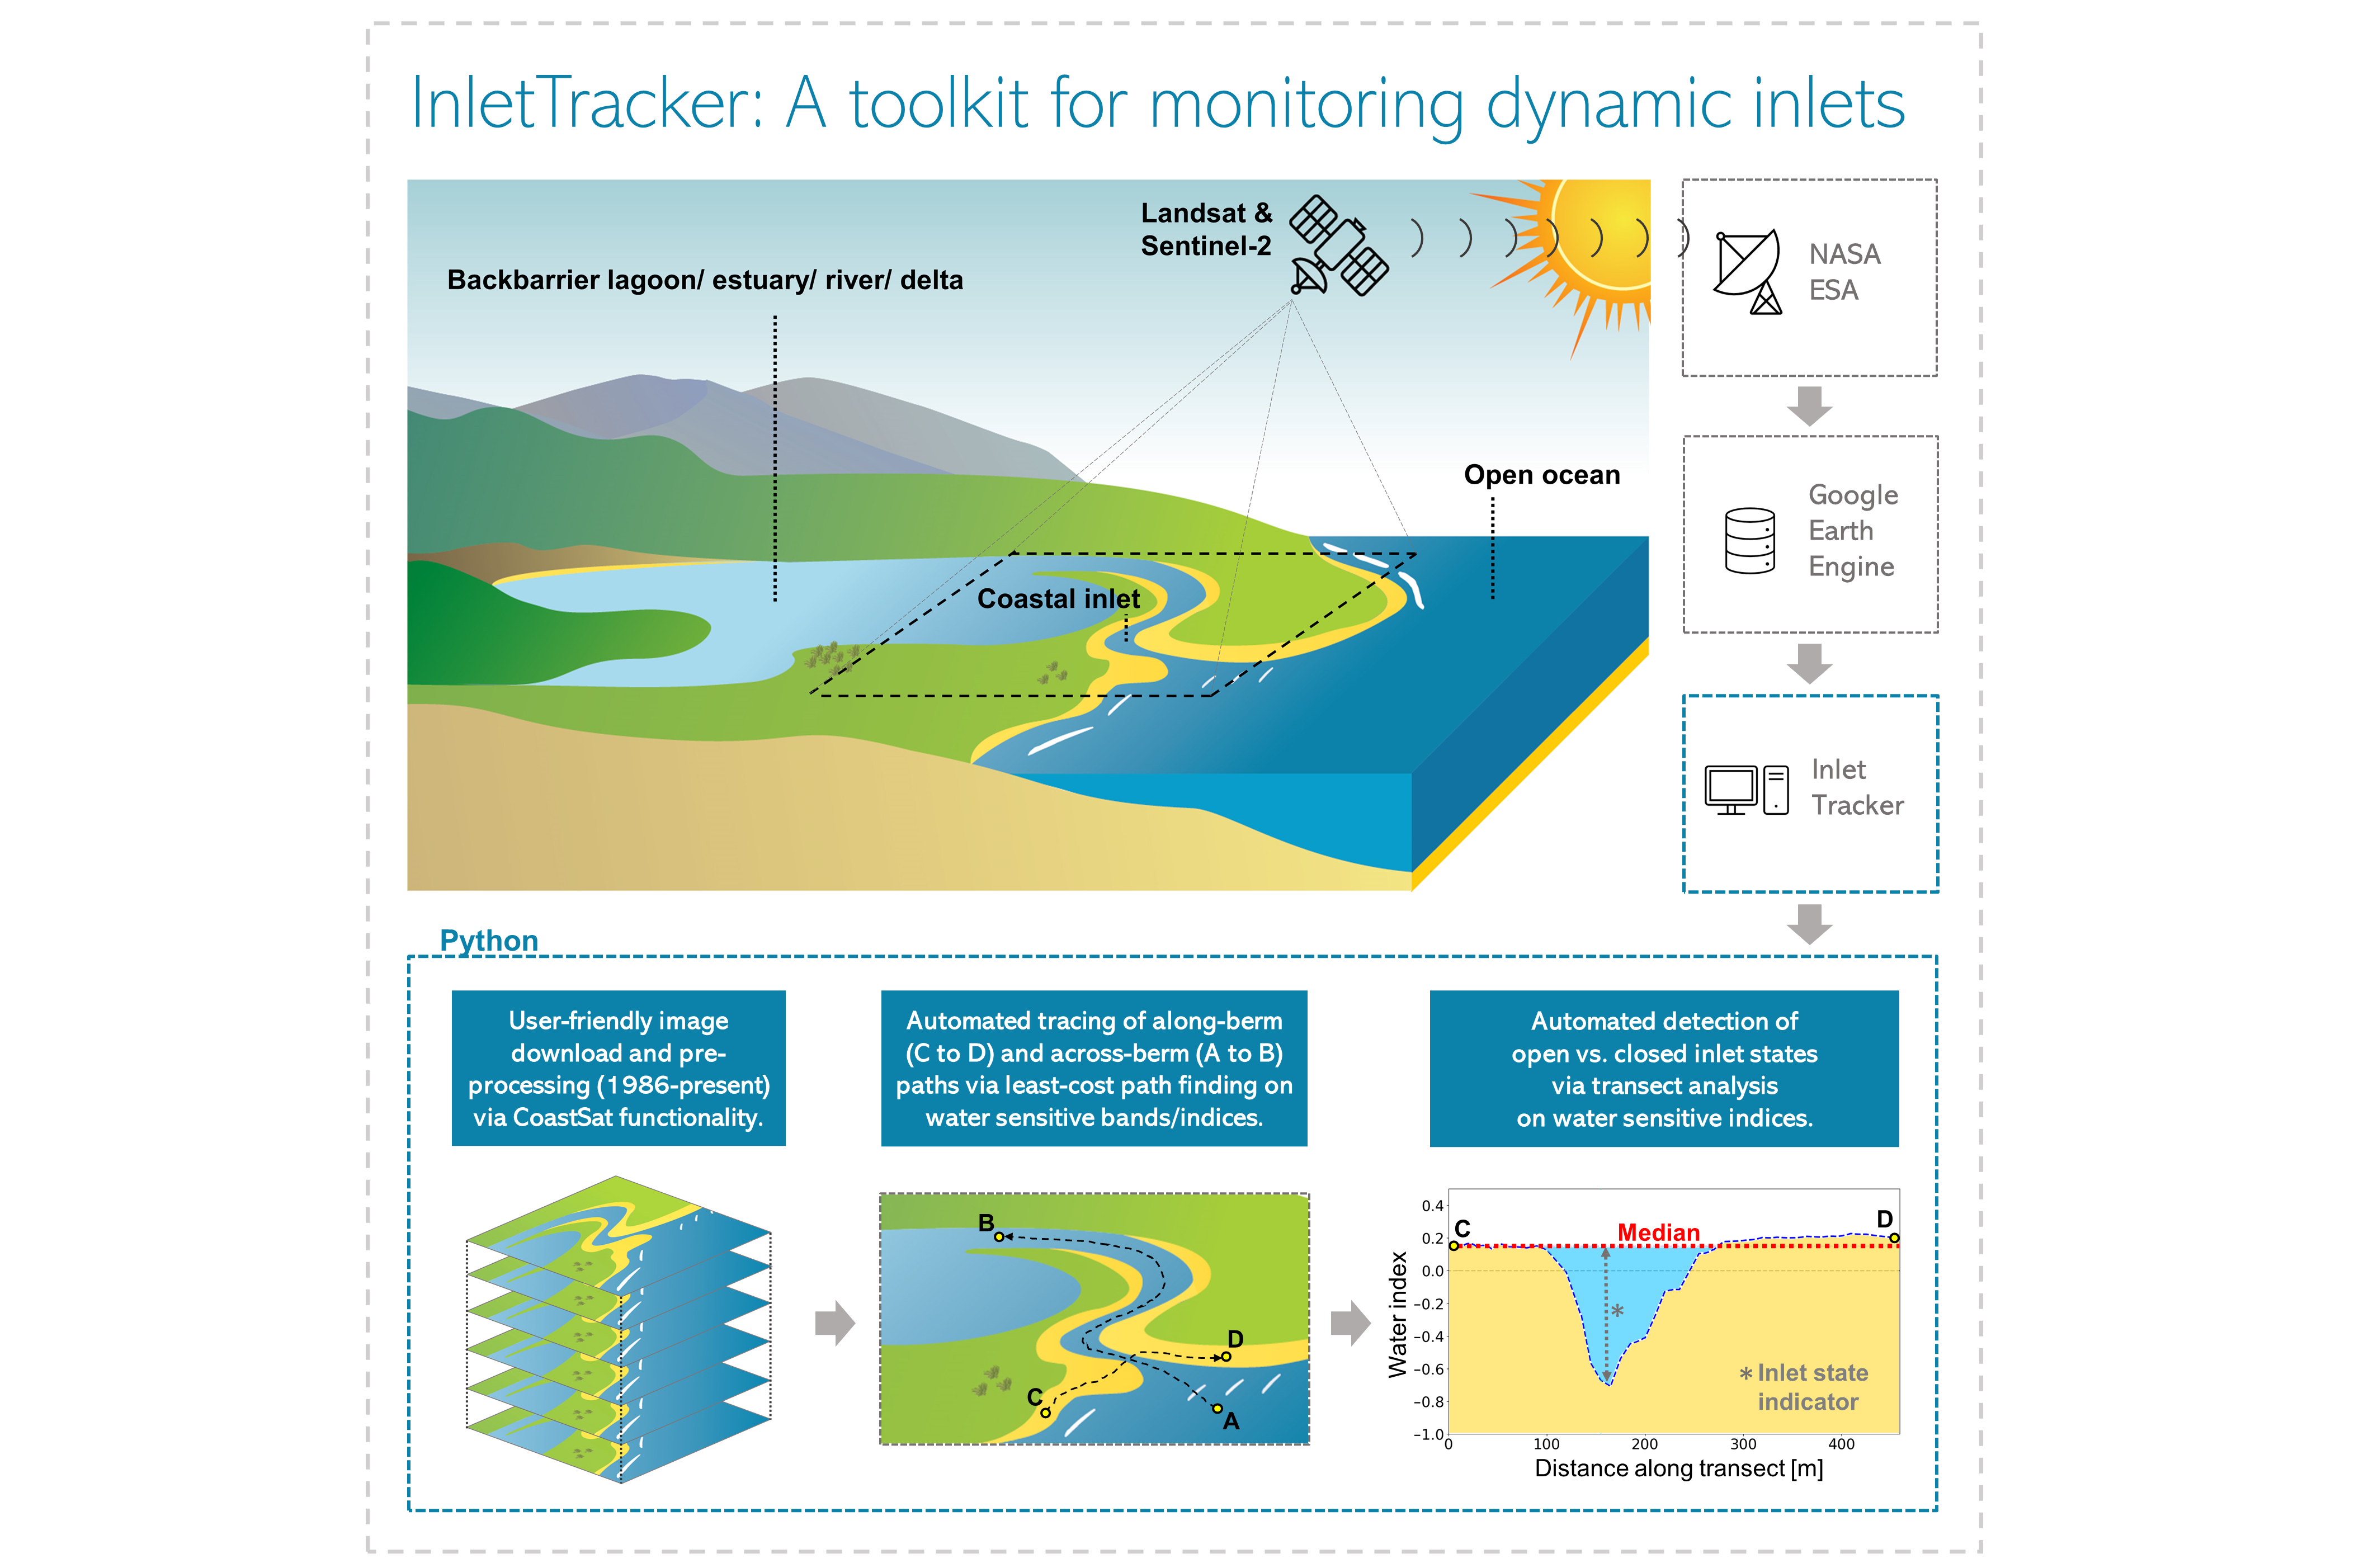 InletTracker: A toolkit for monitoring dynamic inlets
Landsat &
Sentinel-2
Backbarrier lagoon/ estuary/ river/ delta
Open ocean
Coastal inlet
NASA
ESA
Google
Earth
Engine
Inlet
Tracker
Python
User-friendly image
download and pre-
processing (1986-present)
via CoastSat functionality.
Automated tracing of along-berm
(C to D) and across-berm (A to B)
paths via least-cost path finding on
water sensitive bands/indices.
Automated detection of
open vs. closed inlet states
via transect analysis
on water sensitive indices.
B
D
C
A
Water index
0.4
0.2
0.0
−0.2
−0.4
−0.6
−0.8
−1.0
C
Median
D
*
* Inlet state
indicator
0 100 200 300 400
Distance along transect [m]